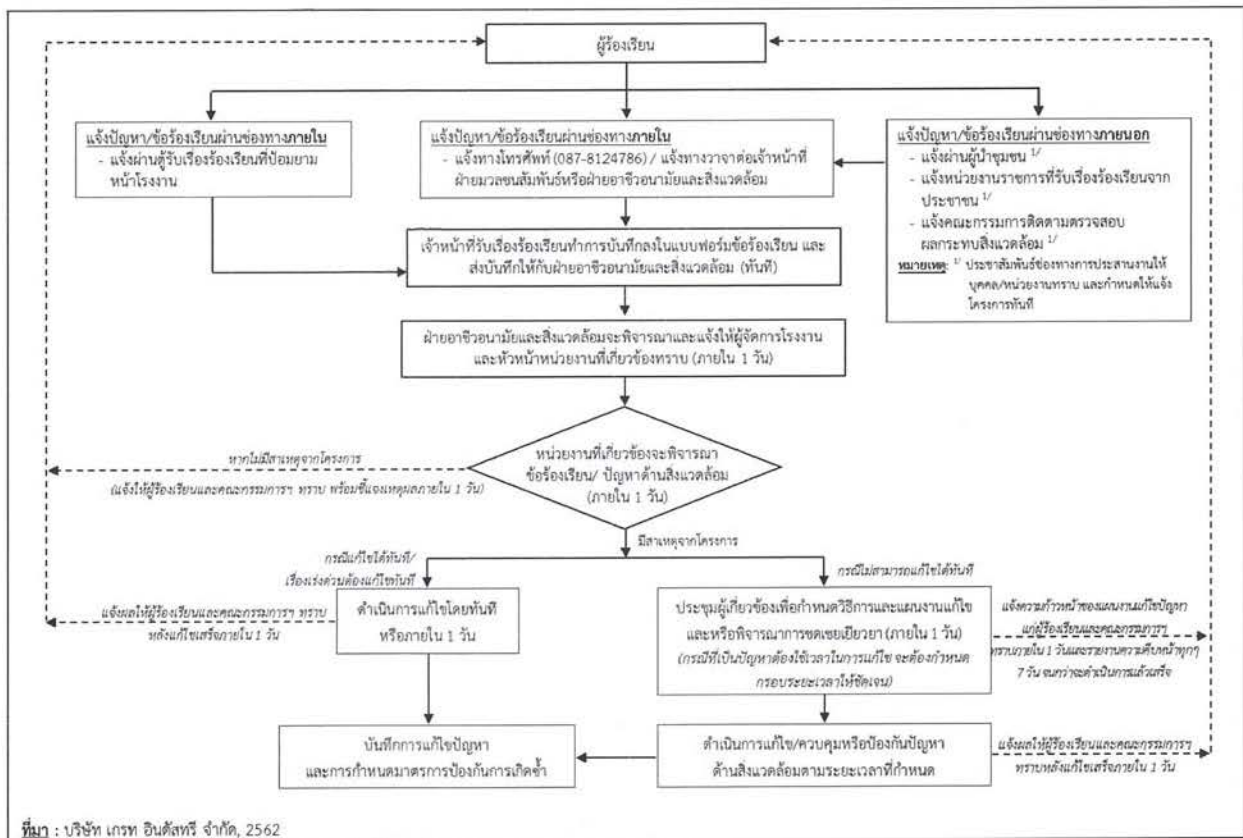 ผู้ร้องเรียน
แจ้งปัญหา/ข้อร้องเรียนผ่านช่องทางภายใน
- แจ้งผ่านตู้รับเรื่องร้องเรียนที่ป้อมยาม
หน้าโรงงาน
แจ้งปัญหา/ข้อร้องเรียนผ่านช่องทางภายใน
- แจ้งทางโทรศัพท์ (087-8124786) / แจ้งทางวาจาต่อเจ้าหน้าที่
ฝ่ายมวลชนสัมพันธ์หรือฝ่ายอาชีวอนามัยและสิ่งแวดล้อม
แจ้งปัญหา/ข้อร้องเรียนผ่านช่องทางภายนอก
- แจ้งผ่านผู้นำชุมชน 1/
- แจ้งหน่วยงานราชการที่รับเรื่องร้องเรียนจาก
ประชาชน 1/
- แจ้งคณะกรรมการติดตามตรวจสอบ
ผลกระทบสิ่งแวดล้อม 1/
หมายเหตุ: 1/ ประชาสัมพันธ์ช่องทางการประสานงานให้
บุคคล/หน่วยงานทราบ และกำหนดให้แจ้ง
โครงการทันที
เจ้าหน้าที่รับเรื่องร้องเรียนทำการบันทึกลงในแบบฟอร์มข้อร้องเรียน และ
ส่งบันทึกให้กับฝ่ายอาชีวอนามัยและสิ่งแวดล้อม (ทันที)
ฝ่ายอาชีวอนามัยและสิ่งแวดล้อมจะพิจารณาและแจ้งให้ผู้จัดการโรงงาน
และหัวหน้าหน่วยงานที่เกี่ยวข้องทราบ (ภายใน 1 วัน)
หน่วยงานที่เกี่ยวข้องจะพิจารณา
ข้อร้องเรียน/ ปัญหาด้านสิ่งแวดล้อม
(ภายใน 1 วัน)
หากไม่มีสาเหตุจากโครงการ
(แจ้งให้ผู้ร้องเรียนและคณะกรรมการฯ ทราบ พร้อมชี้แจงเหตุผลภายใน 1 วัน)
มีสาเหตุจากโครงการ
กรณีแก้ไขได้ทันที/
เรื่องเร่งด่วนต้องแก้ไขทันที
กรณีไม่สามารถแก้ไขได้ทันที
ดำเนินการแก้ไขโดยทันที
หรือภายใน 1 วัน
แจ้งผลให้ผู้ร้องเรียนและคณะกรรมการฯ ทราบ
หลังแก้ไขเสร็จภายใน 1 วัน
ประชุมผู้เกี่ยวข้องเพื่อกำหนดวิธีการและแผนงานแก้ไข
และหรือพิจารณาการชดเชยเยียวยา (ภายใน 1 วัน)
(กรณีที่เป็นปัญหาต้องใช้เวลาในการแก้ไข จะต้องกำหนด
กรอบระยะเวลาให้ชัดเจน)
แจ้งความก้าวหน้าของแผนงานแก้ไขปัญหา
แก่ผู้ร้องเรียนและคณะกรรมการฯ
ทราบภายใน 1 วันและรายงานความคืบหน้าทุกๆ
7 วัน จนกว่าจะดำเนินการแล้วเสร็จ
บันทึกการแก้ไขปัญหา
และการกำหนดมาตรการป้องกันการเกิดซ้ำ
ดำเนินการแก้ไข/ควบคุมหรือป้องกันปัญหา
ด้านสิ่งแวดล้อมตามระยะเวลาที่กำหนด
แจ้งผลให้ผู้ร้องเรียนและคณะกรรมการฯ
ทราบหลังแก้ไขเสร็จภายใน 1 วัน
ที่มา : บริษัท เกรท อินดัสทรี จำกัด, 2562